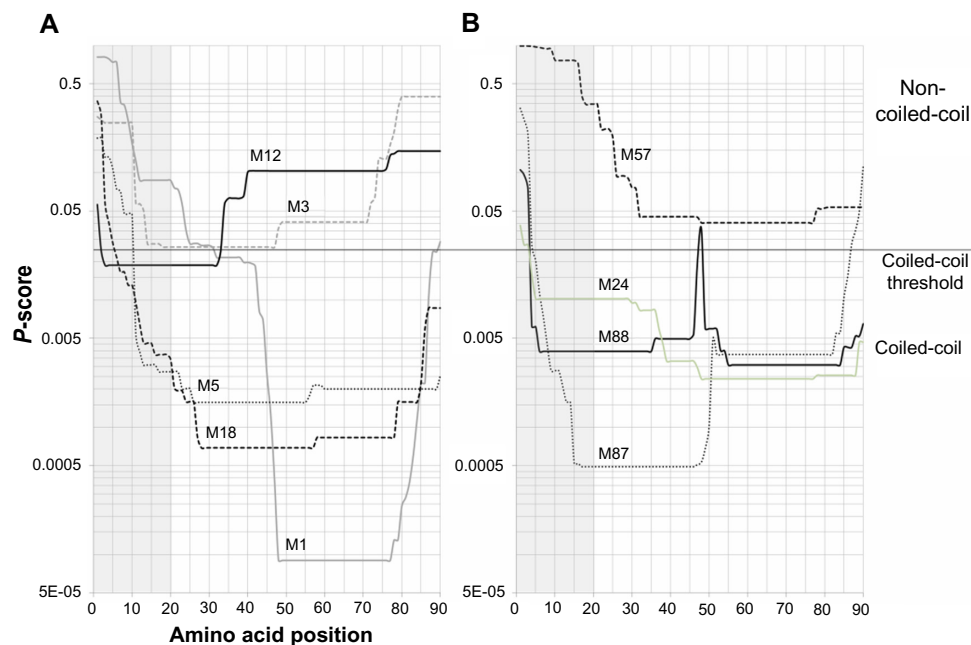 A
B
0.5
0.05
0.005
0.0005
5E-05
P-score
M12
M3
M5
M18
M1
0 10 20 30 40 50 60 70 80 90
Amino acid position
M57
M24
M88
M87
0 10 20 30 40 50 60 70 80 90
0.5
0.05
0.005
0.0005
5E-05
Non-
coiled-coil
Coiled-coil
threshold
Coiled-coil